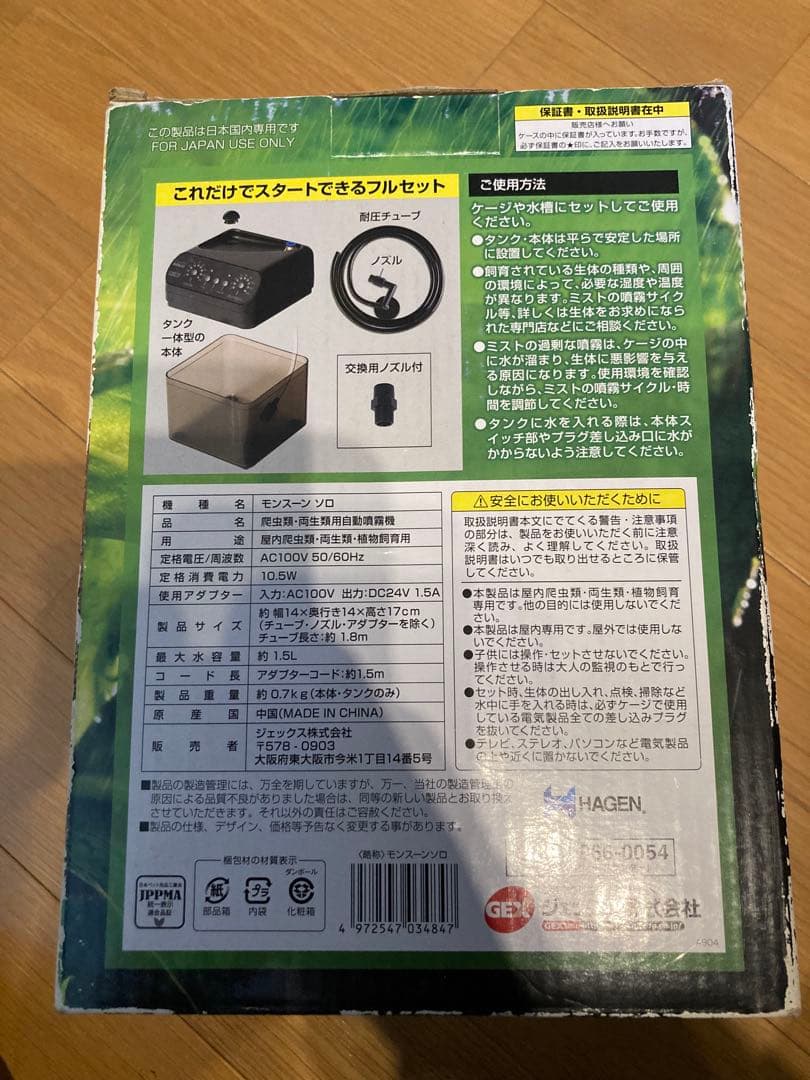 この製品は日本国内専用です
FOR JAPAN USE ONLY
保証書・取扱説明書在中
販売店様へお願い
ケースの中に保証書が入っています。お手数ですが、
必ず保証書の★印に、ご記入をお願いいたします。
これだけでスタートできるフルセット
耐圧チューブ
ノズル
タンク
一体型の
本体
交換用ノズル付
ご使用方法
ケージや水槽にセットしてご使用
ください。
●タンク・本体は平らで安定した場所
に設置してください。
●飼育されている生体の種類や、周囲
の環境によって、必要な湿度や温度
が異なります。ミストの噴霧サイク
ル等、詳しくは生体をお求めになら
れた専門店などにご相談ください。
●ミストの過剰な噴霧は、ケージの中
に水が溜まり、生体に悪影響を与え
る原因になります。使用環境を確認
しながら、ミストの噴霧サイクル・時
間を調節してください。
●タンクに水を入れる際は、本体ス
イッチ部やプラグ差し込み口に水が
かからないよう注意してください。
機種名 モンスーン ソロ
品名 爬虫類・両生類用自動噴霧機
用途 屋内爬虫類・両生類・植物飼育用
定格電圧/周波数 AC100V 50/60Hz
定格消費電力 10.5W
使用アダプター 入力:AC100V 出力:DC24V 1.5A
製品サイズ 約 幅14×奥行き14×高さ17cm
(チューブ・ノズル・アダプターを除く)
チューブ長さ:約 1.8m
最大水容量 約 1.5L
コード長 アダプターコード:約1.5m
製品重量 約 0.7kg(本体・タンクのみ)
原産国 中国(MADE IN CHINA)
販売者 ジェックス株式会社
〒578-0903
大阪府東大阪市今米1丁目14番5号
⚠安全にお使いいただくために
取扱説明書本文にでてくる警告・注意事項
の部分は、製品をお使いいただく前に注意
深く読み、よく理解してください。取扱
説明書はいつでも取り出せるところに保管
してください。
●本製品は屋内爬虫類・両生類・植物飼育
専用です。他の目的には使用しないでくだ
さい。
●本製品は屋内専用です。屋外では使用しな
いでください。
●子供には操作・セットさせないでください。
操作させる時は大人の監視のもとで行っ
てください。
●セット時、生体の出し入れ、点検、掃除など
水中に手を入れる時は、必ずケージで使用
している電気製品全ての差し込みプラグ
を抜いてください。
●テレビ、ステレオ、パソコンなど電気製品
の上や近くに置かないでください。
■製品の製造管理には、万全を期していますが、万一、当社の製造管理上の
原因による品質不良がありました場合は、同等の新しい製品とお取り換え
させていただきます。それ以外の責任はご容赦ください。
■製品の仕様、デザイン、価格等予告なく変更する事があります。
HAGEN
66-0054
日本ペット用品工業会
JPPMA
統一表示
適合品証
梱包材の材質表示
紙
部品箱
プラ
内袋
ダンボール
化粧箱
〈略称〉モンスーンソロ
4 972547 034847
GEX ジェックス株式会社